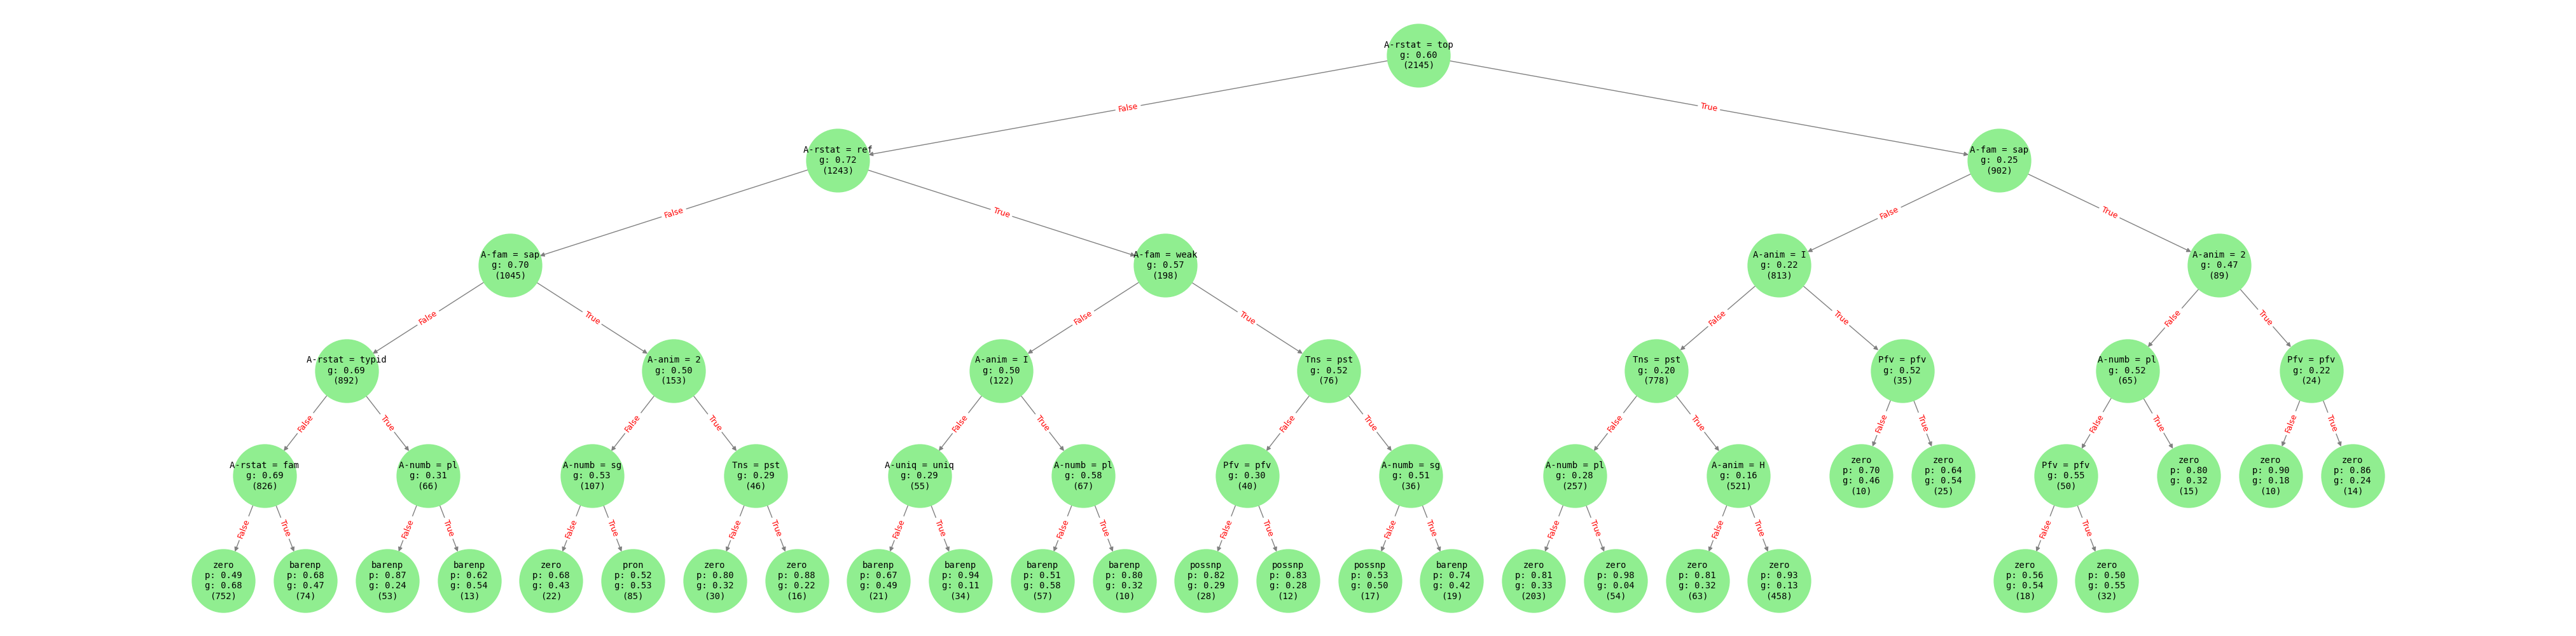 A-rstat = top
g: 0.60
(2145)
False
True
A-rstat = ref
g: 0.72
(1243)
A-fam = sap
g: 0.25
(902)
False
True
False
True
A-fam = sap
g: 0.70
(1045)
A-fam = weak
g: 0.57
(198)
A-anim = I
g: 0.22
(813)
A-anim = 2
g: 0.47
(89)
False
True
False
True
False
True
False
True
A-rstat = typid
g: 0.69
(892)
A-anim = 2
g: 0.50
(153)
A-anim = I
g: 0.50
(122)
Tns = pst
g: 0.52
(76)
Tns = pst
g: 0.20
(778)
Pfv = pfv
g: 0.52
(35)
A-numb = pl
g: 0.52
(65)
Pfv = pfv
g: 0.22
(24)
False
True
False
True
False
True
False
True
False
True
False
True
False
True
False
True
A-rstat = fam
g: 0.69
(826)
A-numb = pl
g: 0.31
(66)
A-numb = sg
g: 0.53
(107)
Tns = pst
g: 0.29
(46)
A-uniq = uniq
g: 0.29
(55)
A-numb = pl
g: 0.58
(67)
Pfv = pfv
g: 0.30
(40)
A-numb = sg
g: 0.51
(36)
A-numb = pl
g: 0.28
(257)
A-anim = H
g: 0.16
(521)
zero
p: 0.70
g: 0.46
(10)
zero
p: 0.64
g: 0.54
(25)
Pfv = pfv
g: 0.55
(50)
zero
p: 0.80
g: 0.32
(15)
zero
p: 0.90
g: 0.18
(10)
zero
p: 0.86
g: 0.24
(14)
False
True
False
True
False
True
False
True
False
True
False
True
False
True
False
True
False
True
False
True
False
True
zero
p: 0.49
g: 0.68
(752)
barenp
p: 0.68
g: 0.47
(74)
barenp
p: 0.87
g: 0.24
(53)
barenp
p: 0.62
g: 0.54
(13)
zero
p: 0.68
g: 0.43
(22)
pron
p: 0.52
g: 0.53
(85)
zero
p: 0.80
g: 0.32
(30)
zero
p: 0.88
g: 0.22
(16)
barenp
p: 0.67
g: 0.49
(21)
barenp
p: 0.94
g: 0.11
(34)
barenp
p: 0.51
g: 0.58
(57)
barenp
p: 0.80
g: 0.32
(10)
possnp
p: 0.82
g: 0.29
(28)
possnp
p: 0.83
g: 0.28
(12)
possnp
p: 0.53
g: 0.50
(17)
barenp
p: 0.74
g: 0.42
(19)
zero
p: 0.81
g: 0.33
(203)
zero
p: 0.98
g: 0.04
(54)
zero
p: 0.81
g: 0.32
(63)
zero
p: 0.93
g: 0.13
(458)
zero
p: 0.56
g: 0.54
(18)
zero
p: 0.50
g: 0.55
(32)